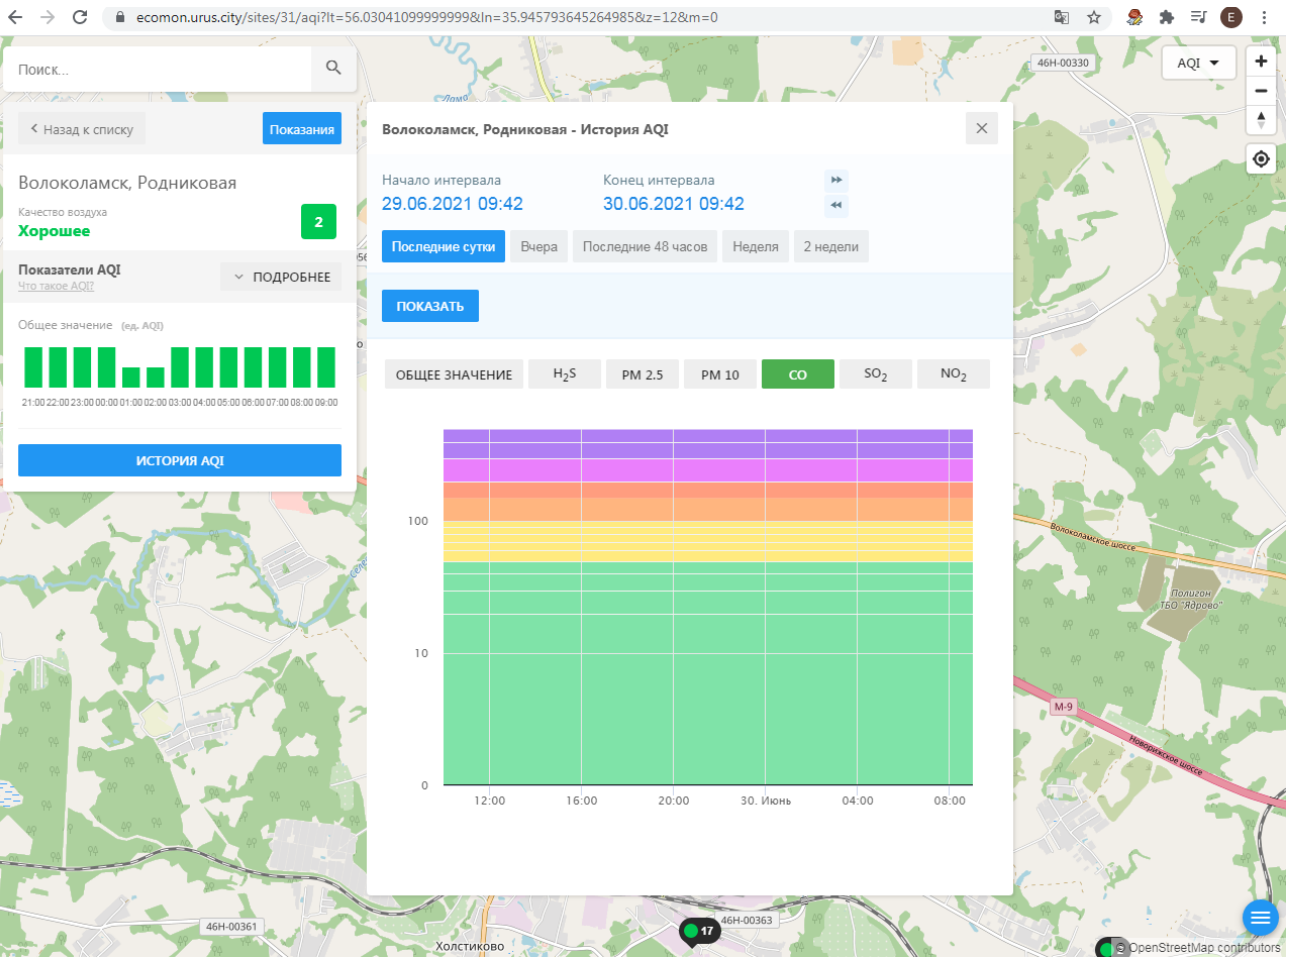 ecomon.urus.city/sites/31/aqi?lt=56.03041099999999&ln=35.945793645264985&z=12&m=0
E
Поиск...
Лама
46Н-00330
AQI
Назад к списку
Показания
Волоколамск, Родниковая
Качество воздуха
Хорошее
2
Показатели AQI
Что такое AQI?
ПОДРОБНЕЕ
Общее значение (ед. AQI)
21:00 22:00 23:00 00:00 01:00 02:00 03:00 04:00 05:00 06:00 07:00 08:00 09:00
ИСТОРИЯ AQI
Волоколамск, Родниковая - История AQI
Начало интервала
Конец интервала
29.06.2021 09:42
30.06.2021 09:42
Последние сутки
Вчера
Последние 48 часов
Неделя
2 недели
ПОКАЗАТЬ
ОБЩЕЕ ЗНАЧЕНИЕ
H2S
PM 2.5
PM 10
CO
SO2
NO2
100
10
0
12:00
16:00
20:00
30. Июнь
04:00
08:00
Волоколамское шоссе
Полигон
ТБО "Ядрово"
М-9
Новорижское шоссе
46Н-00361
46Н-00363
17
Холстиково
© OpenStreetMap contributors